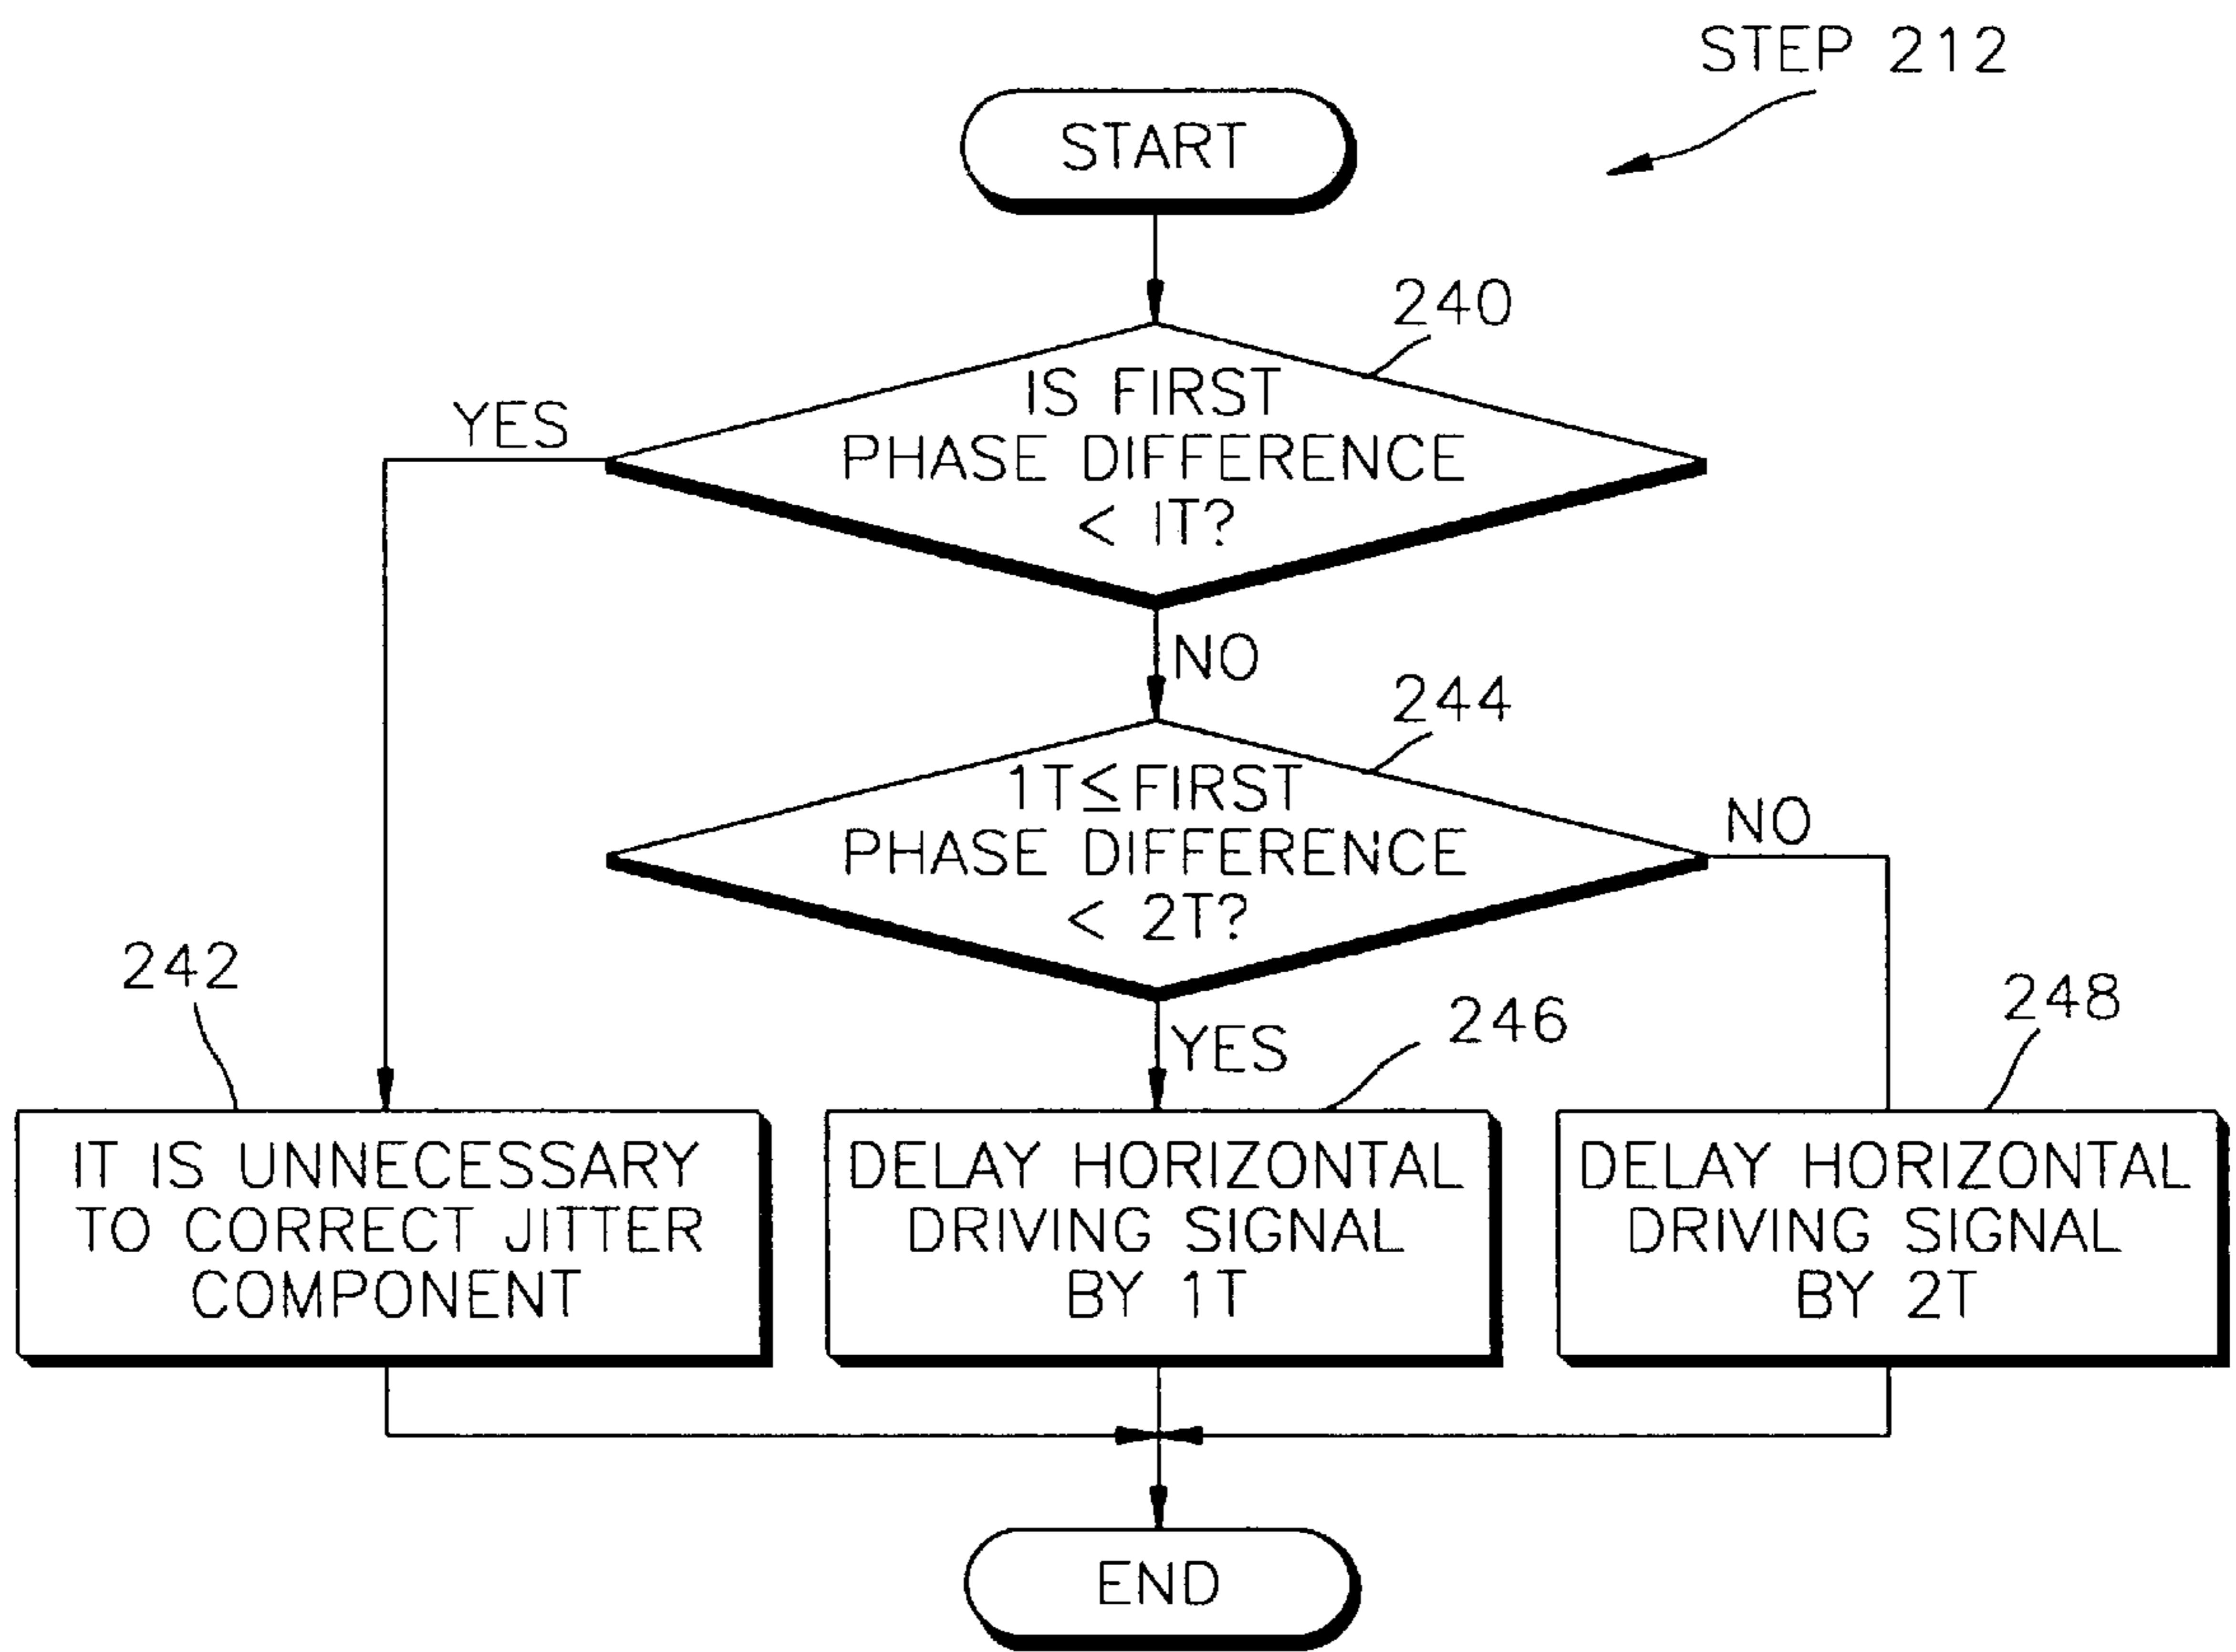 STEP 212
START
240
IS FIRST
PHASE DIFFERENCE
< 1T?
YES
NO
244
1T≤FIRST
PHASE DIFFERENCE
< 2T?
NO
YES
242
246
248
IT IS UNNECESSARY
TO CORRECT JITTER
COMPONENT
DELAY HORIZONTAL
DRIVING SIGNAL
BY 1T
DELAY HORIZONTAL
DRIVING SIGNAL
BY 2T
END